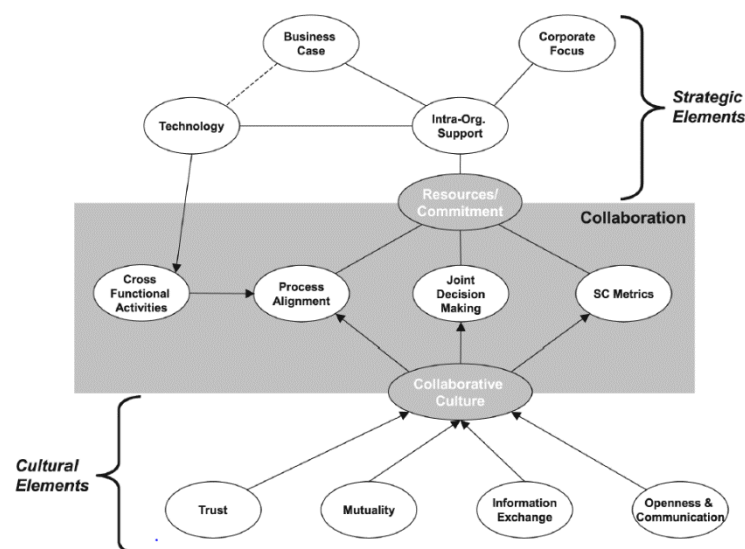 Business
Case
Corporate
Focus
Strategic
Elements
Technology
Intra-Org.
Support
Resources/
Commitment
Collaboration
Cross
Functional
Activities
Process
Alignment
Joint
Decision
Making
SC Metrics
Collaborative
Culture
Cultural
Elements
Trust
Mutuality
Information
Exchange
Openness &
Communication